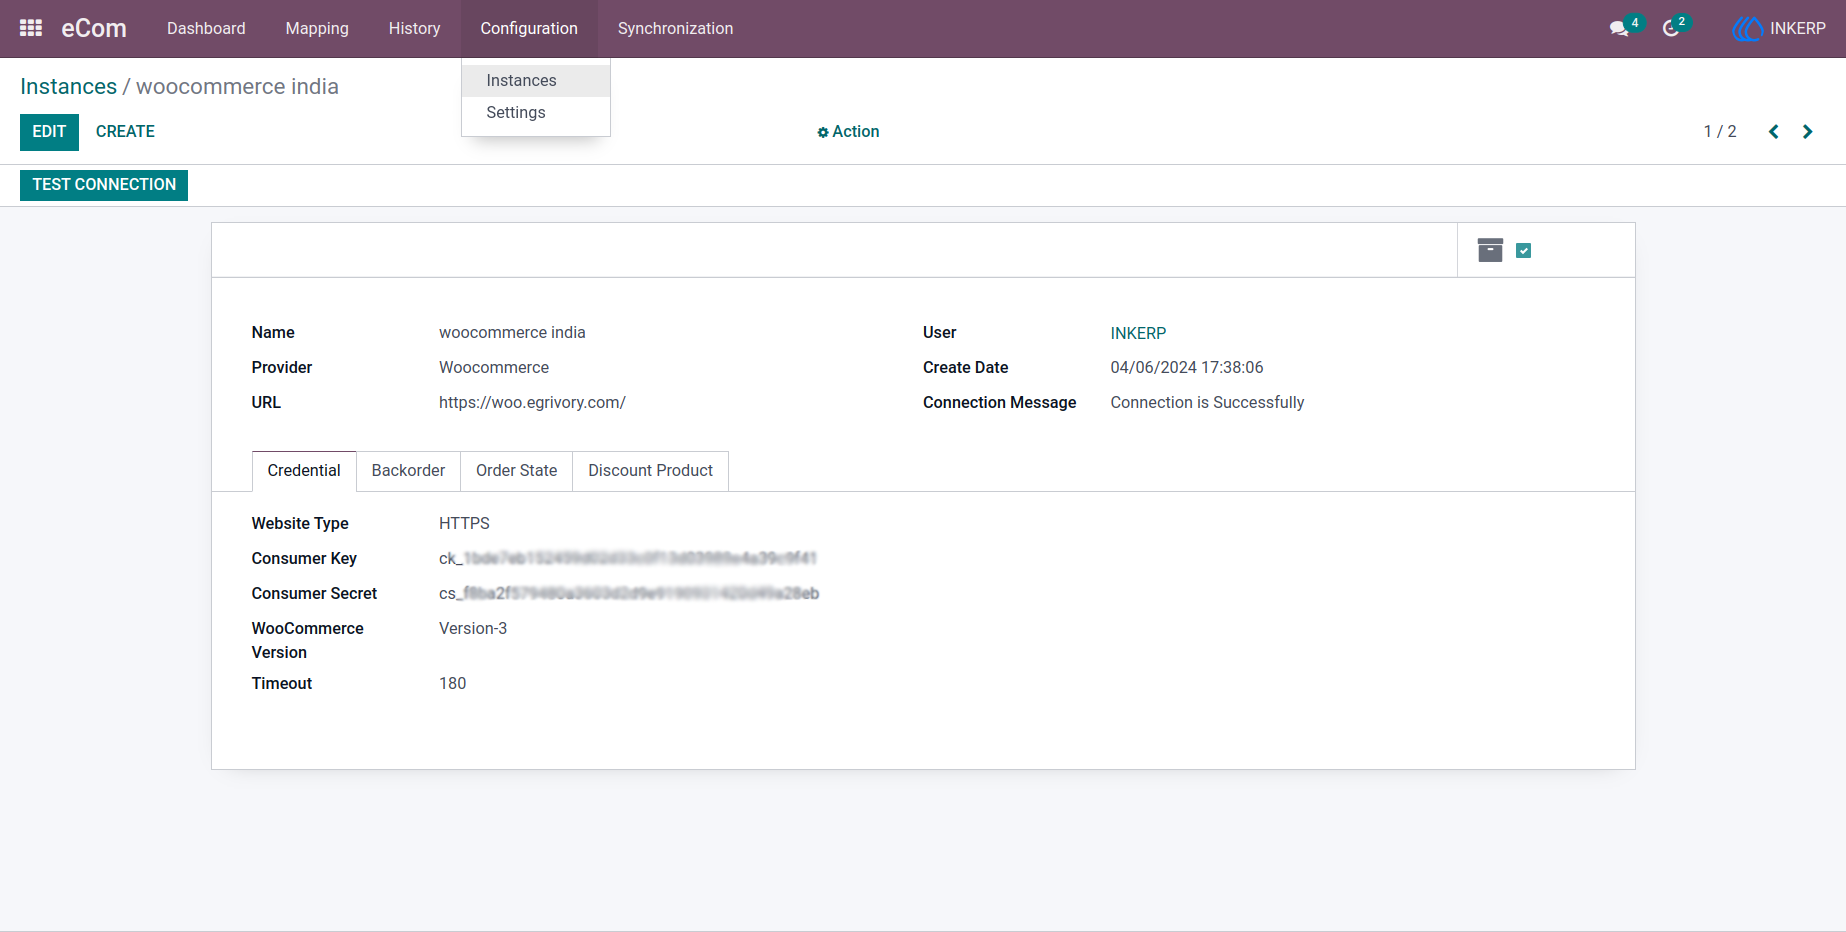 eCom Dashboard Mapping History Configuration Synchronization 4 2 INKERP
Instances
Settings
Instances / woocommerce india
EDIT CREATE Action 1 / 2
TEST CONNECTION
Name woocommerce india User INKERP
Provider Woocommerce Create Date 04/06/2024 17:38:06
URL https://woo.egrivory.com/ Connection Message Connection is Successfully
Credential Backorder Order State Discount Product
Website Type HTTPS
Consumer Key ck_
Consumer Secret cs_
WooCommerce Version-3
Version
Timeout 180